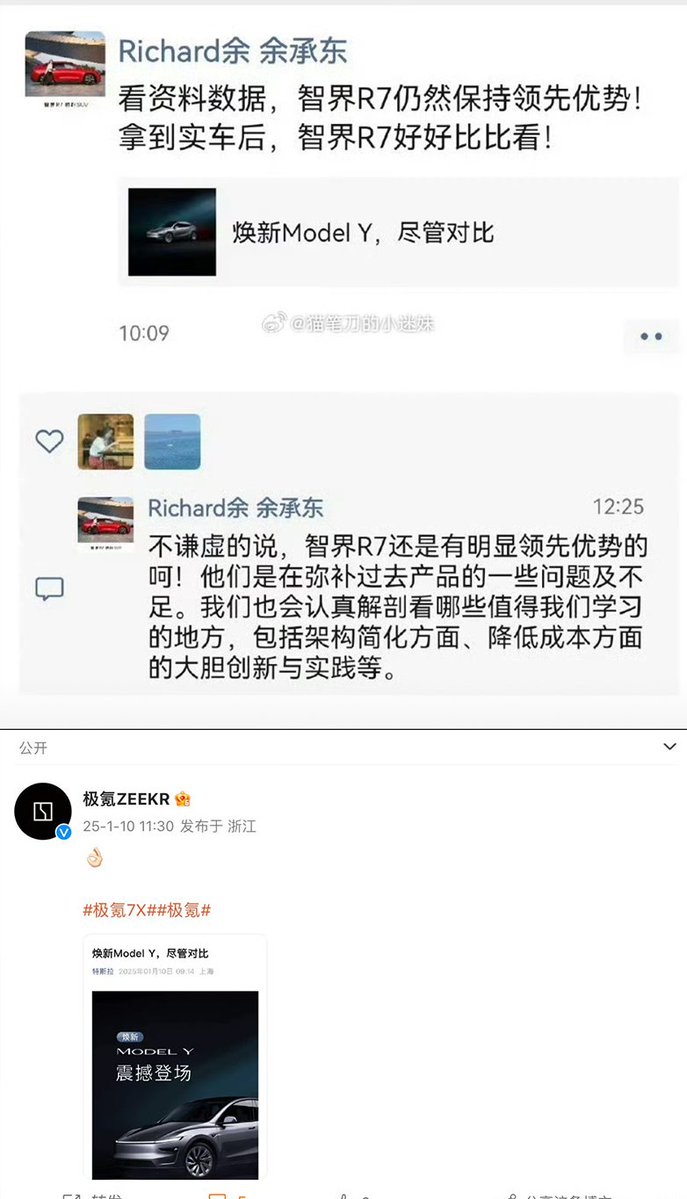 Richard余 余承东
看资料数据，智界R7仍然保持领先优势！
拿到实车后，智界R7好好比比看！
焕新Model Y，尽管对比
10:09
@猫笔刀的小迷妹
Richard余 余承东
12:25
不谦虚的说，智界R7还是有明显领先优势的
呵！他们是在弥补过去产品的一些问题及不
足。我们也会认真解剖看哪些值得我们学习
的地方，包括架构简化方面、降低成本方面
的大胆创新与实践等。
公开
极氪ZEEKR
25-1-10 11:30 发布于 浙江
#极氪7X##极氪#
焕新Model Y，尽管对比
特斯拉 2025年01月10日 09:14 上海
焕新
MODEL Y
震撼登场